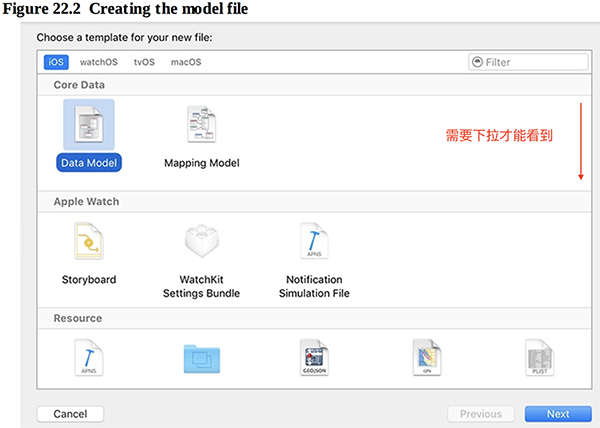 Figure 22.2 Creating the model file
Choose a template for your new file:
iOS watchOS tvOS macOS Filter
Core Data
需要下拉才能看到
Data Model Mapping Model
Apple Watch
APNS
Storyboard WatchKit Settings Bundle Notification Simulation File
Resource
APNS GEOJSON GPX PLIST
Cancel Previous Next